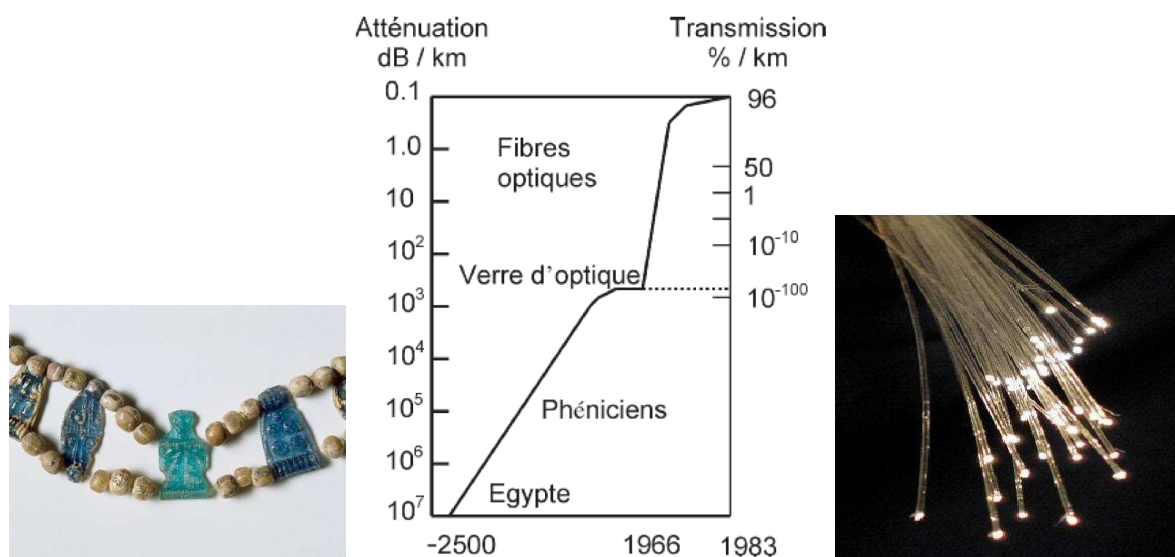 Atténuation
dB / km
Transmission
% / km
0.1
1.0
10
10²
10³
10⁴
10⁵
10⁶
10⁷
96
50
1
10⁻¹⁰
10⁻¹⁰⁰
Fibres
optiques
Verre d'optique
Phéniciens
Egypte
-2500
1966
1983